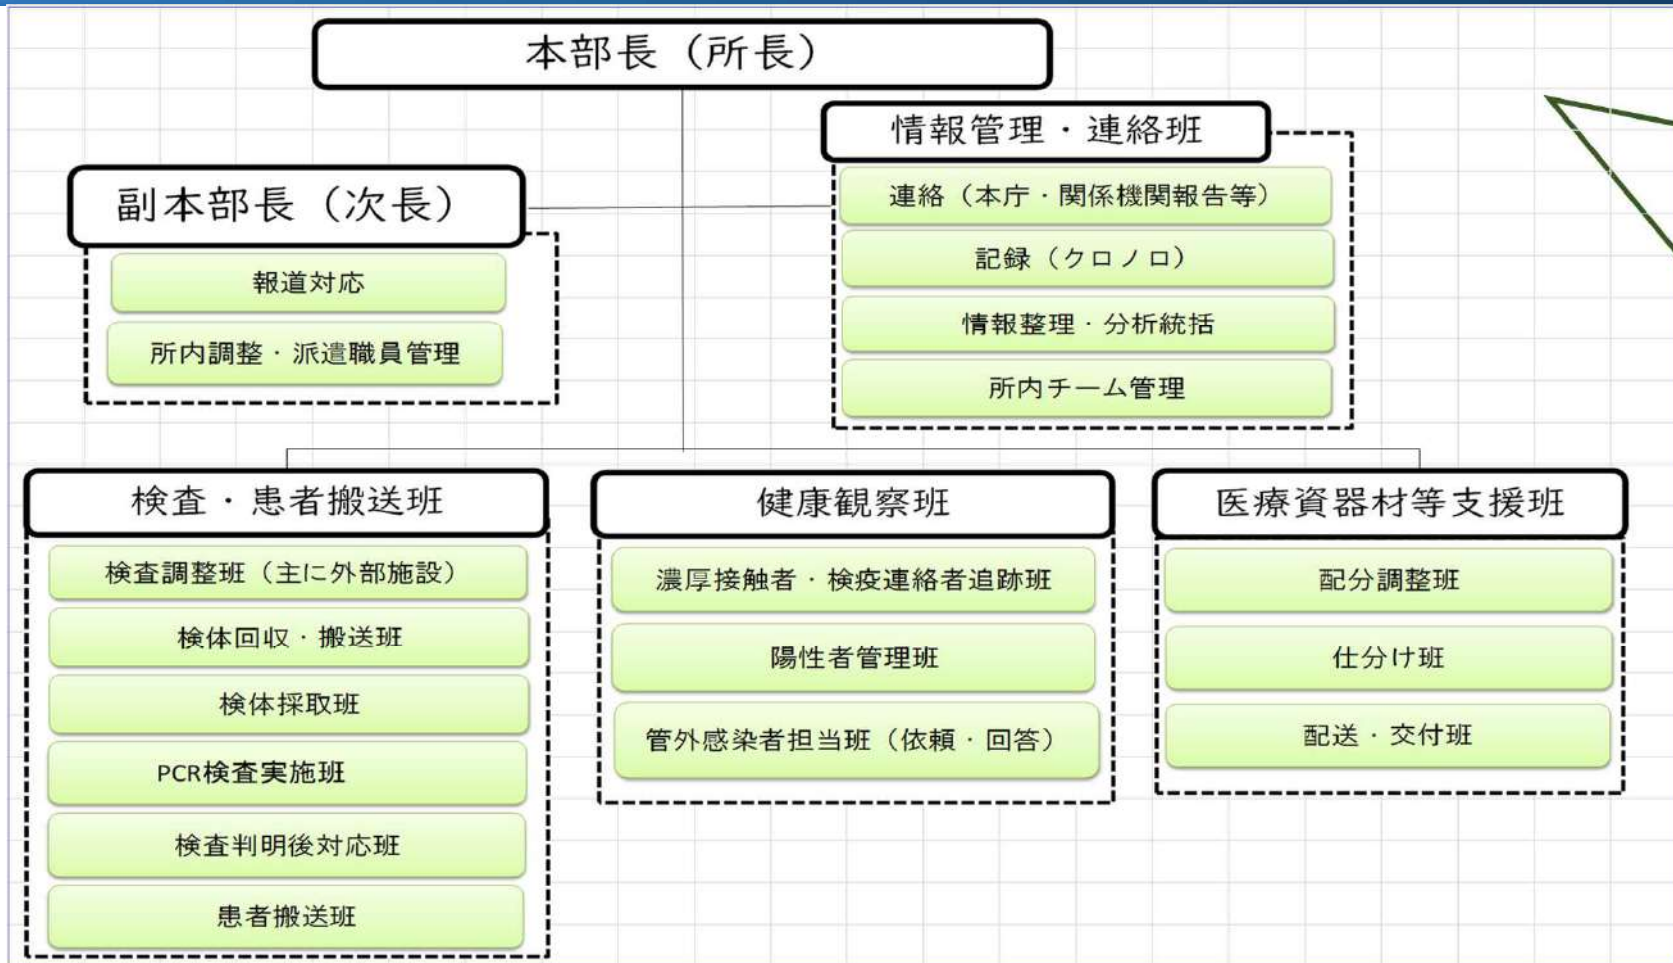 本部長（所長）
情報管理・連絡班
連絡（本庁・関係機関報告等）
記録（クロノロ）
情報整理・分析統括
所内チーム管理
副本部長（次長）
報道対応
所内調整・派遣職員管理
検査・患者搬送班
検査調整班（主に外部施設）
検体回収・搬送班
検体採取班
PCR検査実施班
検査判明後対応班
患者搬送班
健康観察班
濃厚接触者・検疫連絡者追跡班
陽性者管理班
管外感染者担当班（依頼・回答）
医療資器材等支援班
配分調整班
仕分け班
配送・交付班